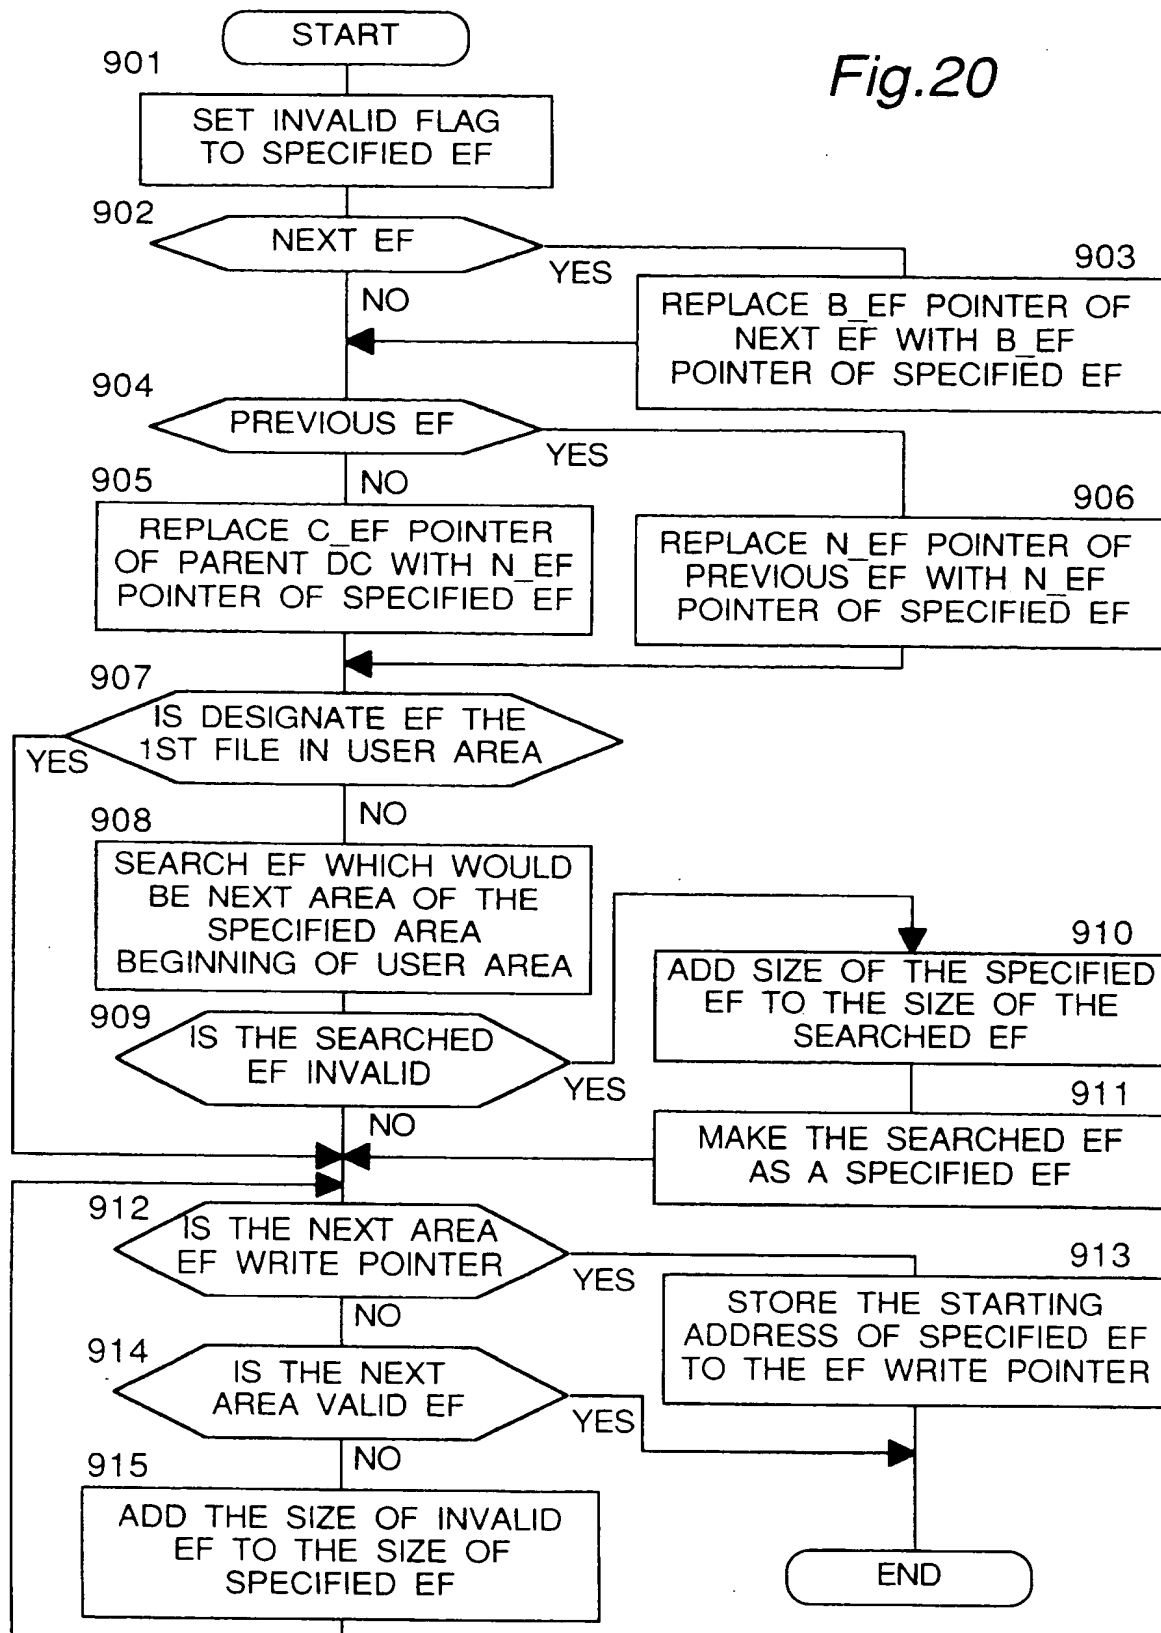 START
Fig.20
901
SET INVALID FLAG
TO SPECIFIED EF
902
NEXT EF
YES
NO
903
REPLACE B_EF POINTER OF
NEXT EF WITH B_EF
POINTER OF SPECIFIED EF
904
PREVIOUS EF
YES
NO
905
REPLACE C_EF POINTER
OF PARENT DC WITH N_EF
POINTER OF SPECIFIED EF
906
REPLACE N_EF POINTER OF
PREVIOUS EF WITH N_EF
POINTER OF SPECIFIED EF
907
IS DESIGNATE EF THE
1ST FILE IN USER AREA
YES
NO
908
SEARCH EF WHICH WOULD
BE NEXT AREA OF THE
SPECIFIED AREA
BEGINNING OF USER AREA
909
IS THE SEARCHED
EF INVALID
YES
NO
910
ADD SIZE OF THE SPECIFIED
EF TO THE SIZE OF THE
SEARCHED EF
911
MAKE THE SEARCHED EF
AS A SPECIFIED EF
912
IS THE NEXT AREA
EF WRITE POINTER
YES
NO
913
STORE THE STARTING
ADDRESS OF SPECIFIED EF
TO THE EF WRITE POINTER
914
IS THE NEXT
AREA VALID EF
YES
NO
915
ADD THE SIZE OF INVALID
EF TO THE SIZE OF
SPECIFIED EF
END